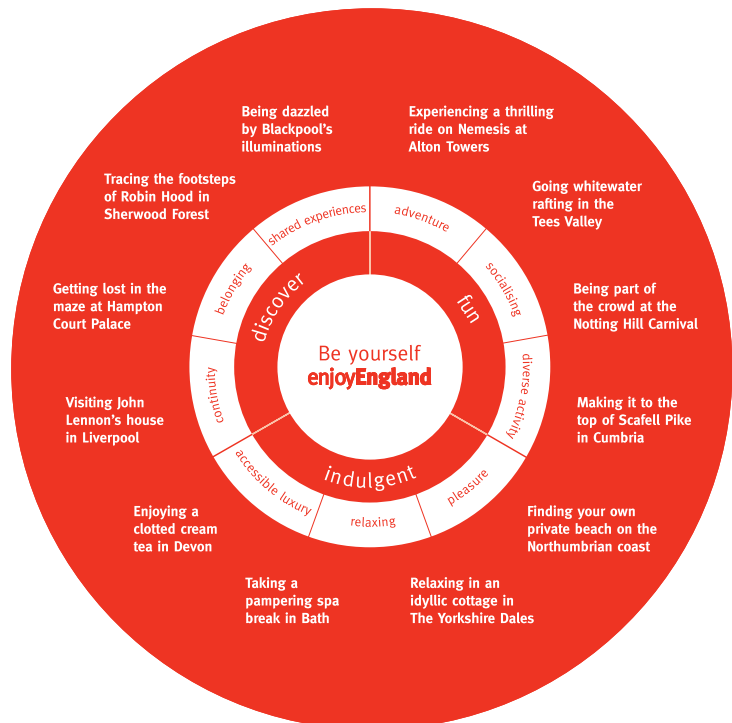 Being dazzled
by Blackpool's
illuminations
Experiencing a thrilling
ride on Nemesis at
Alton Towers
Tracing the footsteps
of Robin Hood in
Sherwood Forest
Going whitewater
rafting in the
Tees Valley
Getting lost in the
maze at Hampton
Court Palace
Being part of
the crowd at the
Notting Hill Carnival
Visiting John
Lennon's house
in Liverpool
Making it to the
top of Scafell Pike
in Cumbria
Enjoying a
clotted cream
tea in Devon
Finding your own
private beach on the
Northumbrian coast
Taking a
pampering spa
break in Bath
Relaxing in an
idyllic cottage in
The Yorkshire Dales
shared experiences
adventure
belonging
socialising
continuity
diverse activity
accessible luxury
relaxing
pleasure
discover
fun
indulgent
Be yourself
enjoyEngland